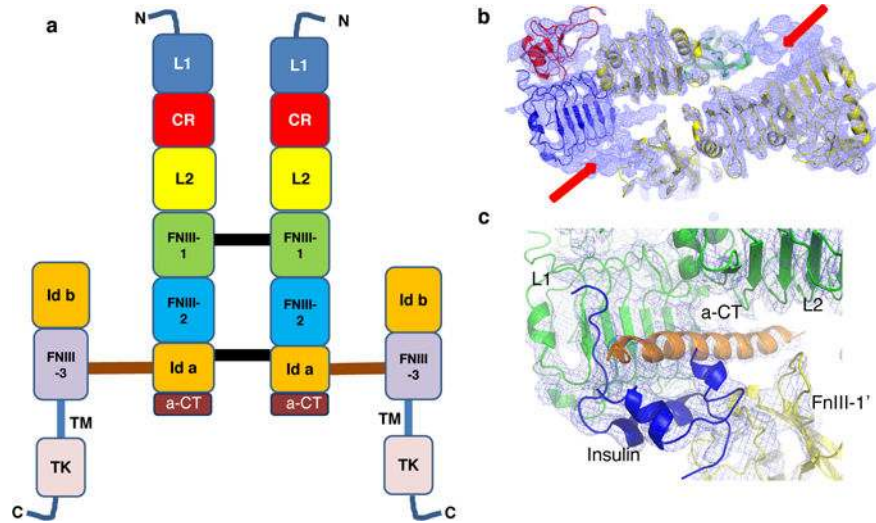 a
N
N
L1
L1
CR
CR
L2
L2
FNIII-
1
FNIII-
1
FNIII-
2
FNIII-
2
Id b
Id a
Id a
Id b
FNIII
-3
FNIII
-3
a-CT
a-CT
TM
TM
TK
TK
C
C
b
c
L1
L2
a-CT
FnIII-1’
Insulin